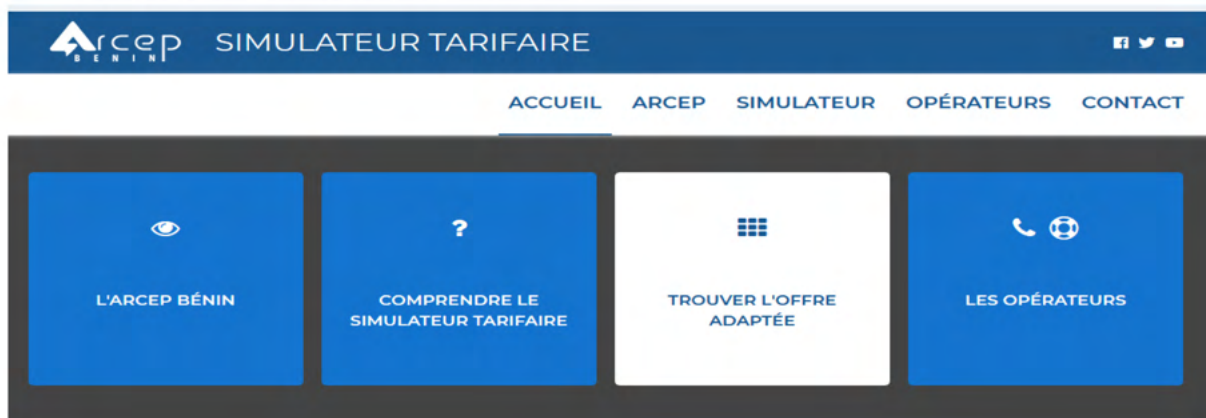 Arcep
BENIN
SIMULATEUR TARIFAIRE
ACCUEIL ARCEP SIMULATEUR OPÉRATEURS CONTACT
L'ARCEP BÉNIN
?
COMPRENDRE LE
SIMULATEUR TARIFAIRE
TROUVER L'OFFRE
ADAPTÉE
LES OPÉRATEURS